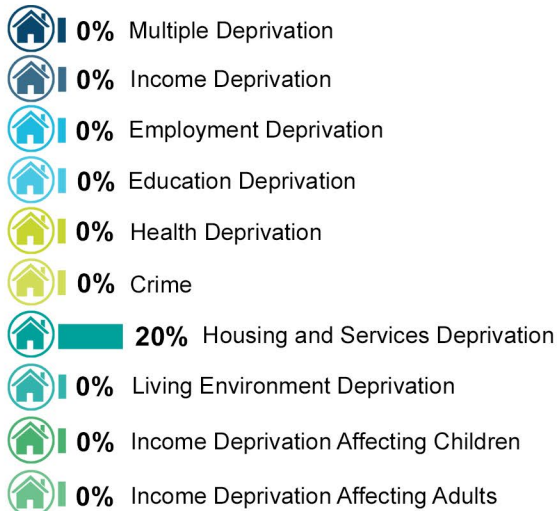 0% Multiple Deprivation
0% Income Deprivation
0% Employment Deprivation
0% Education Deprivation
0% Health Deprivation
0% Crime
20% Housing and Services Deprivation
0% Living Environment Deprivation
0% Income Deprivation Affecting Children
0% Income Deprivation Affecting Adults